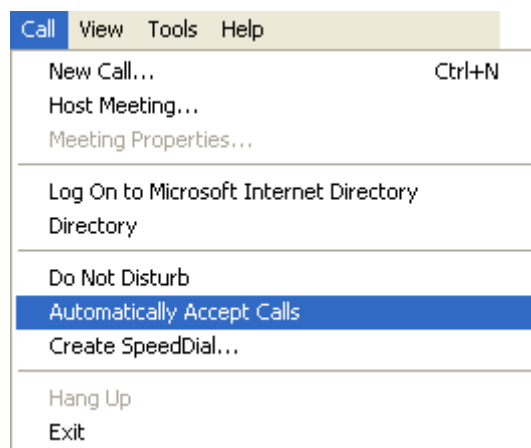 Call View Tools Help
New Call... Ctrl+N
Host Meeting...
Meeting Properties...
Log On to Microsoft Internet Directory
Directory
Do Not Disturb
Automatically Accept Calls
Create SpeedDial...
Hang Up
Exit